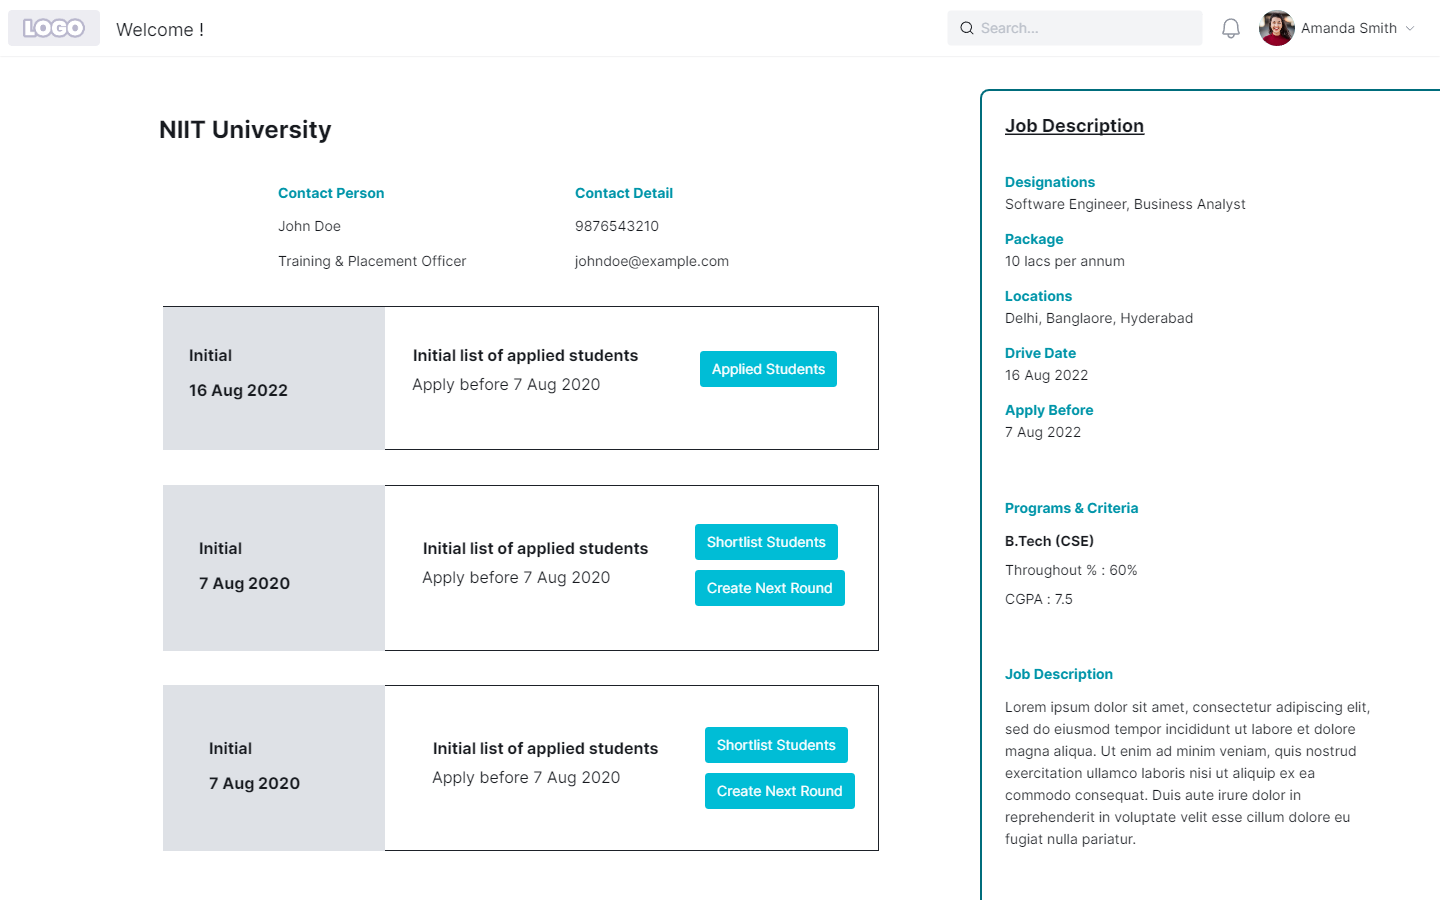 LOGO
Welcome !
Search...
Amanda Smith
NIIT University
Contact Person
Contact Detail
John Doe
9876543210
Training & Placement Officer
johndoe@example.com
Initial
16 Aug 2022
Initial list of applied students
Apply before 7 Aug 2020
Applied Students
Initial
7 Aug 2020
Initial list of applied students
Apply before 7 Aug 2020
Shortlist Students
Create Next Round
Initial
7 Aug 2020
Initial list of applied students
Apply before 7 Aug 2020
Shortlist Students
Create Next Round
Job Description
Designations
Software Engineer, Business Analyst
Package
10 lacs per annum
Locations
Delhi, Banglaore, Hyderabad
Drive Date
16 Aug 2022
Apply Before
7 Aug 2022
Programs & Criteria
B.Tech (CSE)
Throughout % : 60%
CGPA : 7.5
Job Description
Lorem ipsum dolor sit amet, consectetur adipiscing elit,
sed do eiusmod tempor incididunt ut labore et dolore
magna aliqua. Ut enim ad minim veniam, quis nostrud
exercitation ullamco laboris nisi ut aliquip ex ea
commodo consequat. Duis aute irure dolor in
reprehenderit in voluptate velit esse cillum dolore eu
fugiat nulla pariatur.